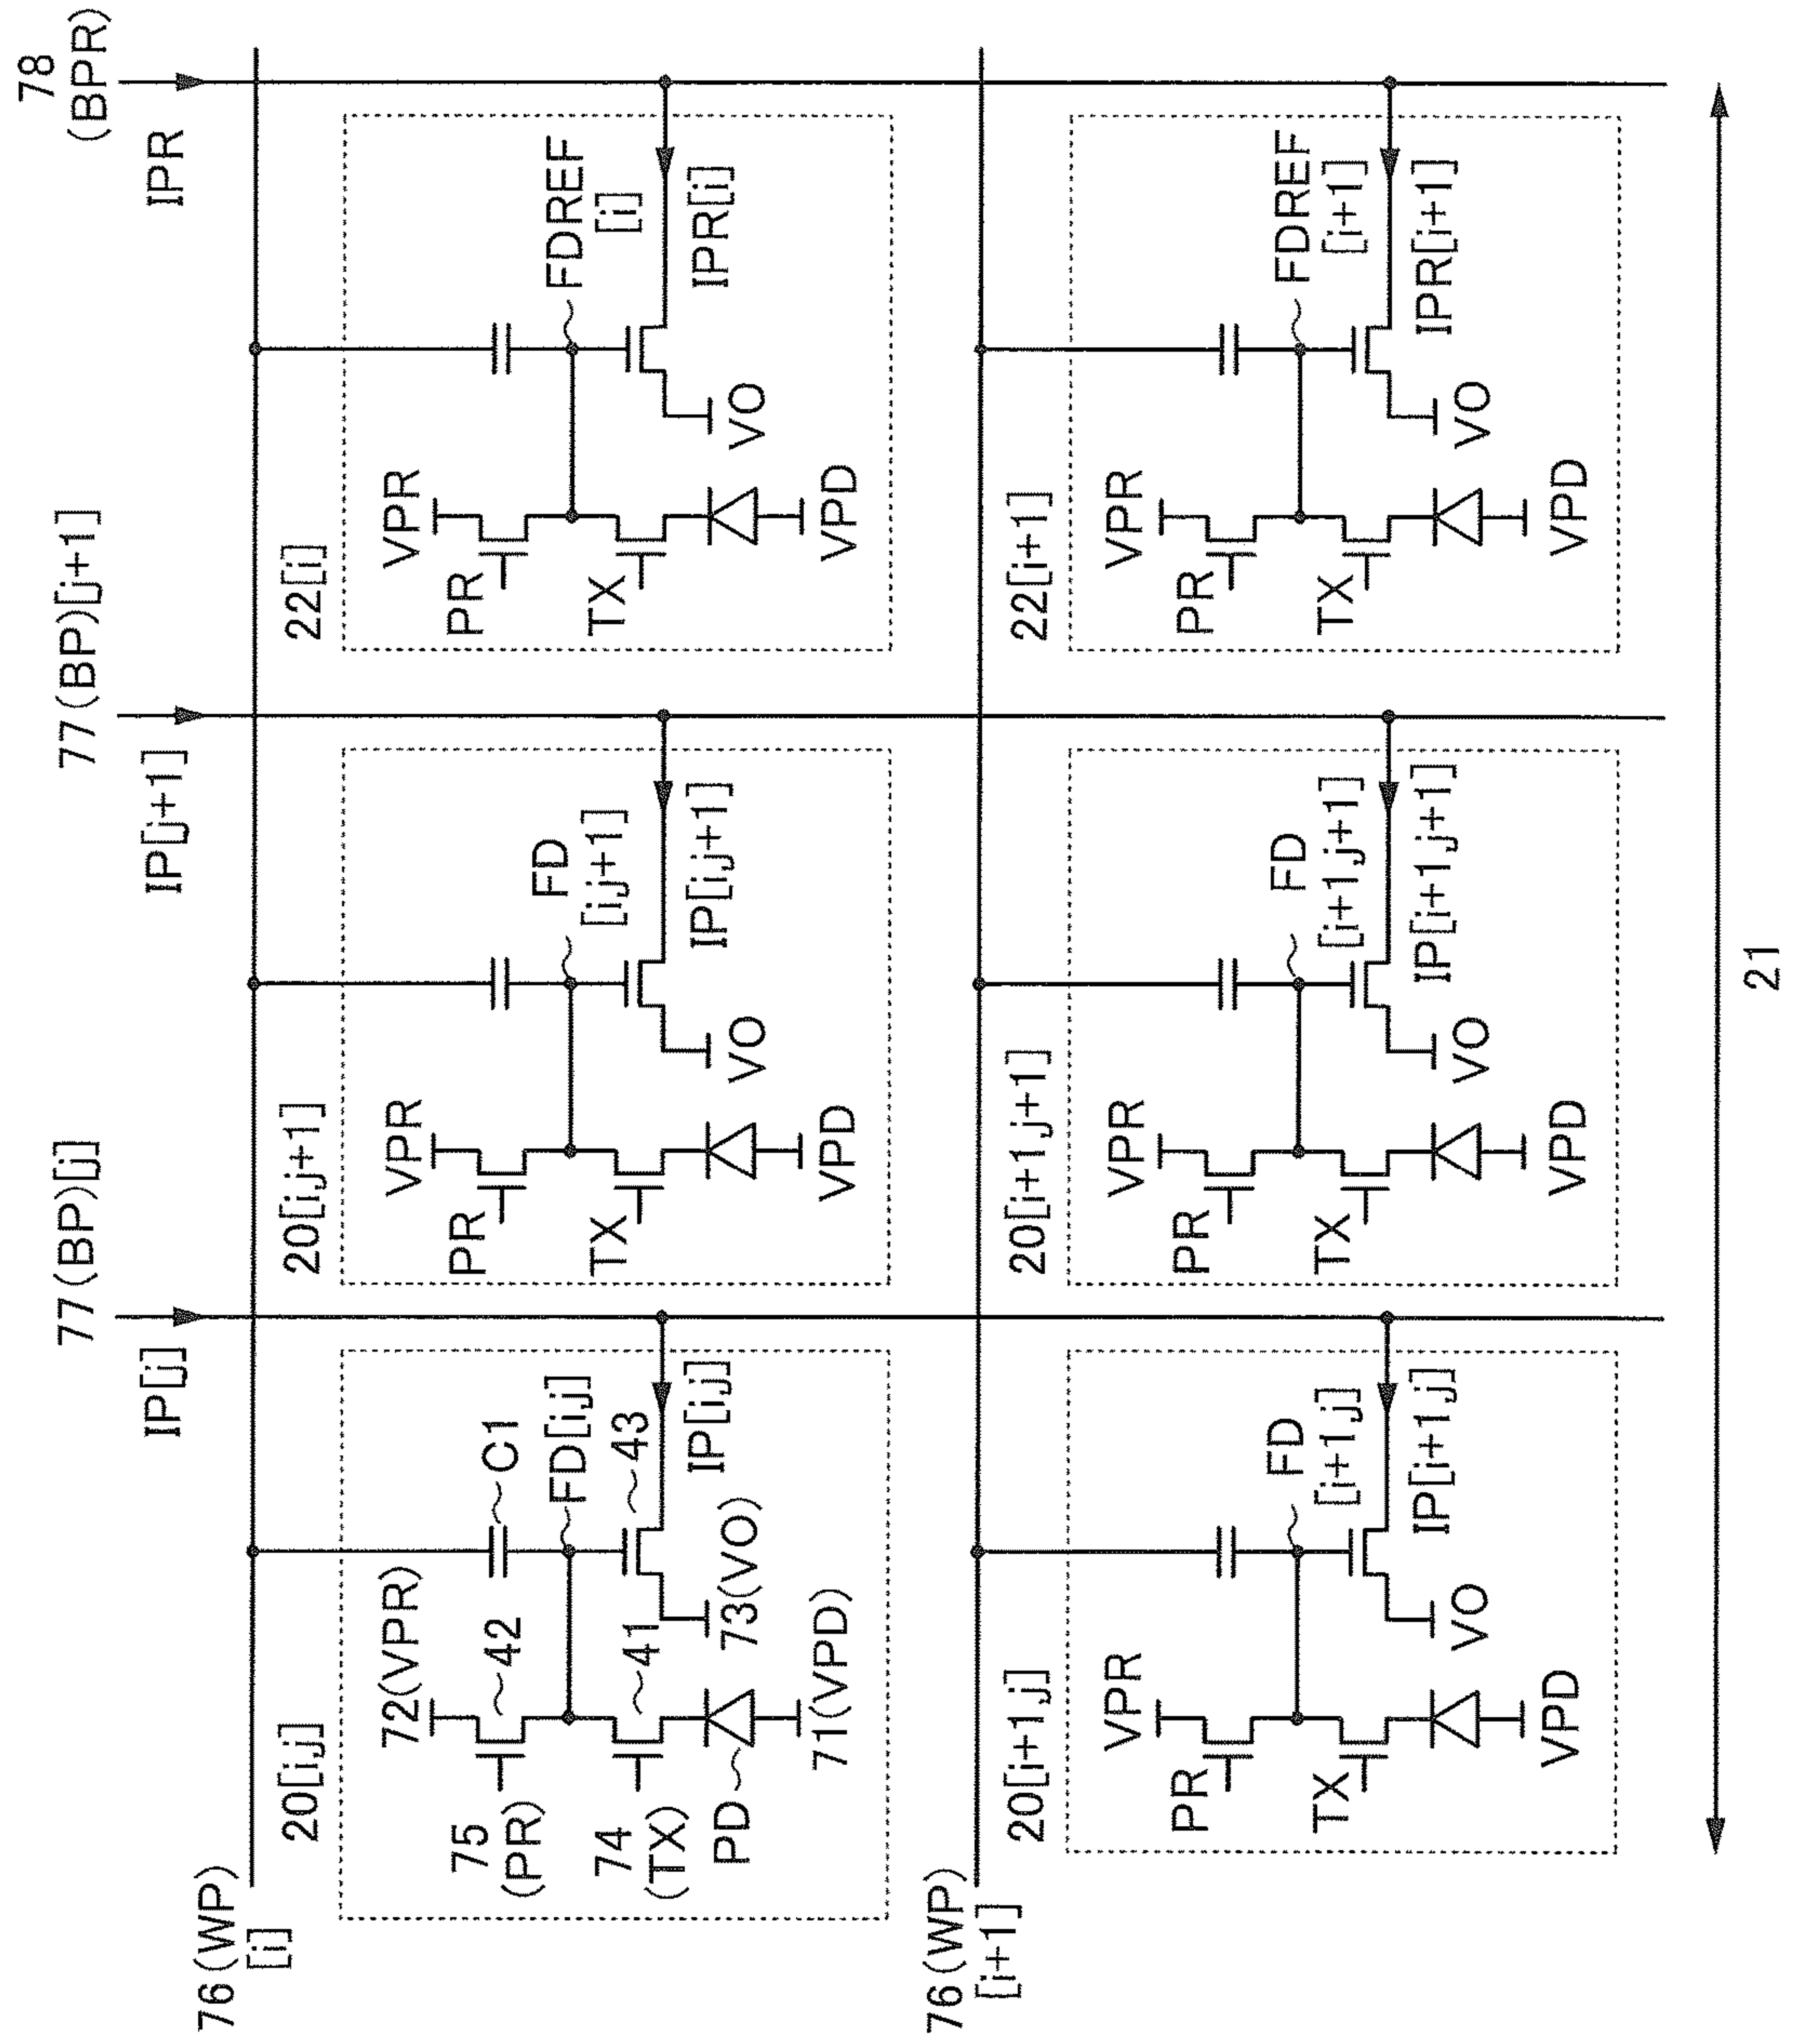 77(BP)[j]
77(BP)[j+1]
78
(BPR)
IP[j]
IP[j+1]
IPR
76(WP)
[i]
20[i,j]
72(VPR)
42
C1
75
(PR)
FD[i,j]
43
74
(TX)
41
IP[i,j]
PD
73(VO)
71(VPD)
20[i,j+1]
VPR
PR
FD
[i,j+1]
TX
IP[i,j+1]
VO
VPD
22[i]
VPR
PR
FDREF
[i]
TX
IPR[i]
VO
VPD
76(WP)
[i+1]
20[i+1,j]
VPR
PR
FD
[i+1,j]
TX
IP[i+1,j]
VO
VPD
20[i+1,j+1]
VPR
PR
FD
[i+1,j+1]
TX
IP[i+1,j+1]
VO
VPD
22[i+1]
VPR
PR
FDREF
[i+1]
TX
IPR[i+1]
VO
VPD
21